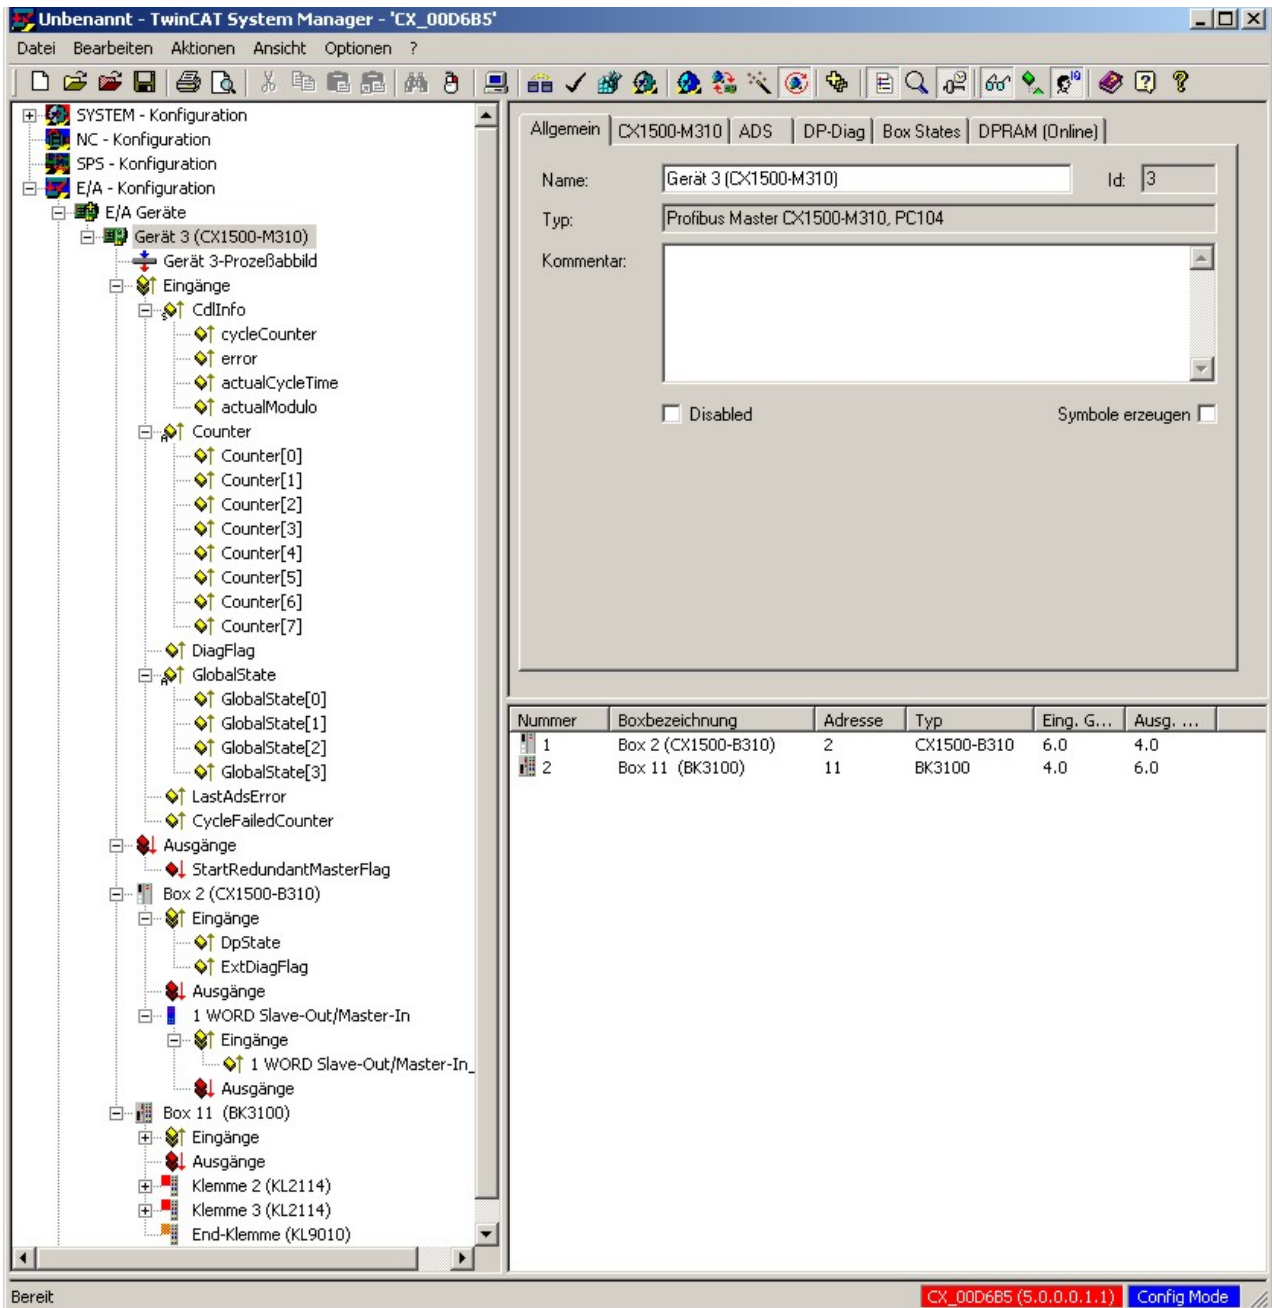 Unbenannt - TwinCAT System Manager - 'CX_00D6B5'
Datei Bearbeiten Aktionen Ansicht Optionen ?
SYSTEM - Konfiguration
NC - Konfiguration
SPS - Konfiguration
E/A - Konfiguration
E/A Geräte
Gerät 3 (CX1500-M310)
Gerät 3-Prozeßabbild
Eingänge
CdlInfo
cycleCounter
error
actualCycleTime
actualModulo
Counter
Counter[0]
Counter[1]
Counter[2]
Counter[3]
Counter[4]
Counter[5]
Counter[6]
Counter[7]
DiagFlag
GlobalState
GlobalState[0]
GlobalState[1]
GlobalState[2]
GlobalState[3]
LastAdsError
CycleFailedCounter
Ausgänge
StartRedundantMasterFlag
Box 2 (CX1500-B310)
Eingänge
DpState
ExtDiagFlag
Ausgänge
1 WORD Slave-Out/Master-In
Eingänge
1 WORD Slave-Out/Master-In_
Ausgänge
Box 11 (BK3100)
Eingänge
Ausgänge
Klemme 2 (KL2114)
Klemme 3 (KL2114)
End-Klemme (KL9010)
Allgemein CX1500-M310 ADS DP-Diag Box States DPRAM (Online)
Name: Gerät 3 (CX1500-M310) Id: 3
Typ: Profibus Master CX1500-M310, PC104
Kommentar:
Disabled Symbole erzeugen
Nummer Boxbezeichnung Adresse Typ Eing. G... Ausg. ...
1 Box 2 (CX1500-B310) 2 CX1500-B310 6.0 4.0
2 Box 11 (BK3100) 11 BK3100 4.0 6.0
Bereit CX_00D6B5 (5.0.0.0.1.1) Config Mode